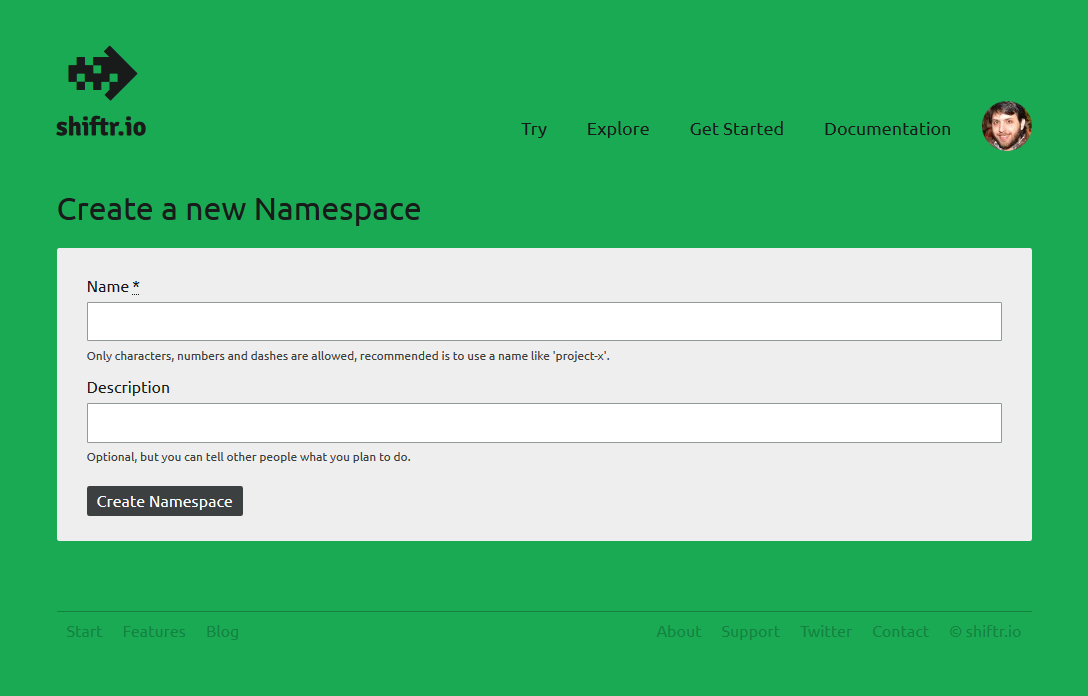 shiftr.io
Try Explore Get Started Documentation
Create a new Namespace
Name *
Only characters, numbers and dashes are allowed, recommended is to use a name like 'project-x'.
Description
Optional, but you can tell other people what you plan to do.
Create Namespace
Start Features Blog About Support Twitter Contact © shiftr.io